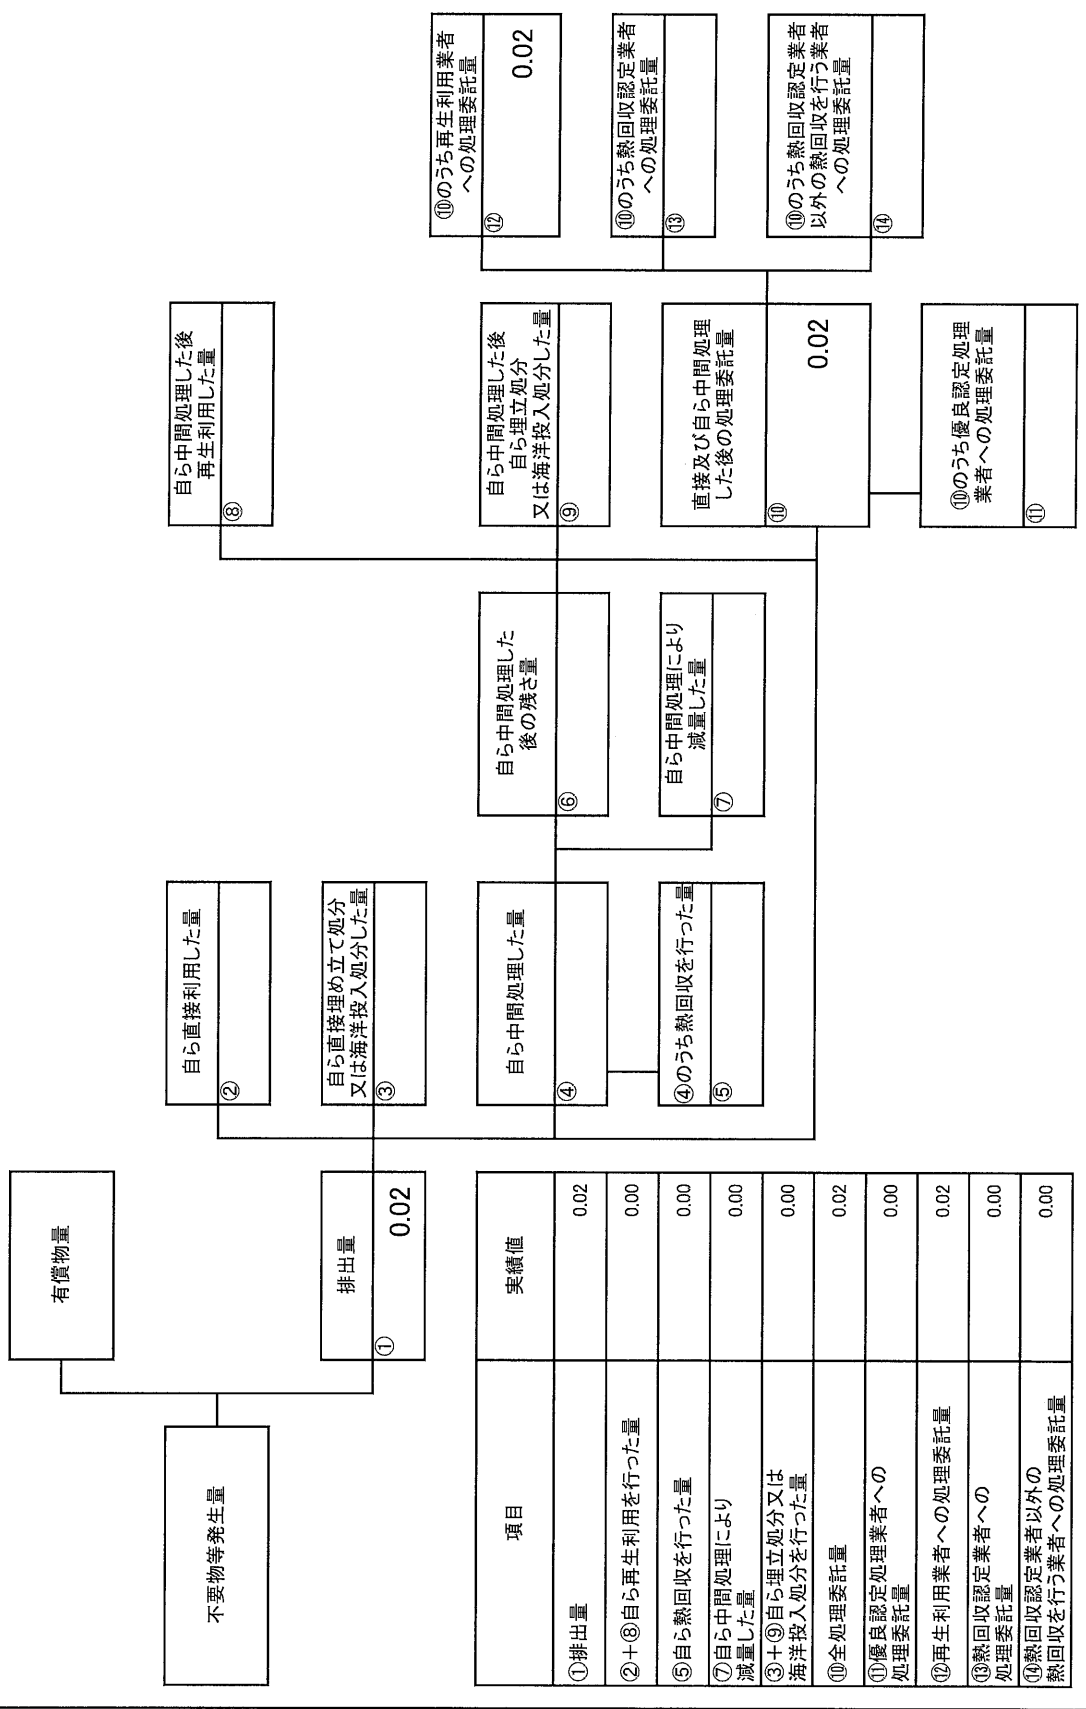 不要物等発生量
有償物量
排出量
①
0.02
自ら直接利用した量
②
自ら直接埋め立て処分
又は海洋投入処分した量
③
自ら中間処理した量
④
④のうち熱回収を行った量
⑤
自ら中間処理した
後の残さ量
⑥
自ら中間処理により
減量した量
⑦
自ら中間処理した後
再生利用した量
⑧
自ら中間処理した後
自ら埋立処分
又は海洋投入処分した量
⑨
直接及び自ら中間処理
した後の処理委託量
⑩
0.02
⑩のうち優良認定処理
業者への処理委託量
⑪
⑩のうち再生利用業者
への処理委託量
⑫
0.02
⑩のうち熱回収認定業者
への処理委託量
⑬
⑩のうち熱回収認定業者
以外の熱回収を行う業者
への処理委託量
⑭
項目 実績値
①排出量 0.02
②+⑧自ら再生利用を行った量 0.00
⑤自ら熱回収を行った量 0.00
⑦自ら中間処理により
減量した量 0.00
③+⑨自ら埋立処分又は
海洋投入処分を行った量 0.00
⑩全処理委託量 0.02
⑪優良認定処理業者への
処理委託量 0.00
⑫再生利用業者への処理委託量 0.02
⑬熱回収認定業者への
処理委託量 0.00
⑭熱回収認定業者以外の
熱回収を行う業者への処理委託量 0.00